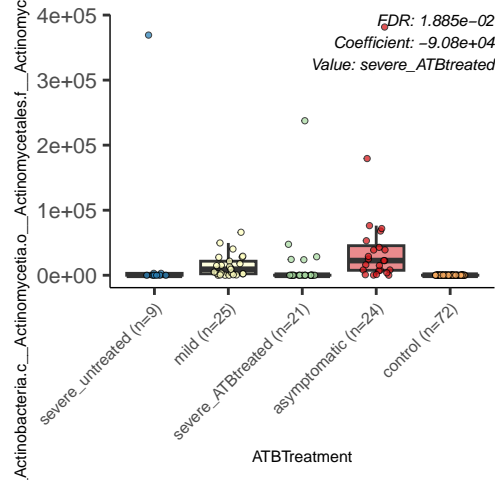 _Actinobacteria.c__Actinomycetia.o__Actinomycetales.f__Actinomyc
FDR: 1.885e−02
Coefficient: −9.08e+04
Value: severe_ATBtreated
4e+05
3e+05
2e+05
1e+05
0e+00
severe_untreated (n=9)
mild (n=25)
severe_ATBtreated (n=21)
asymptomatic (n=24)
control (n=72)
ATBTreatment